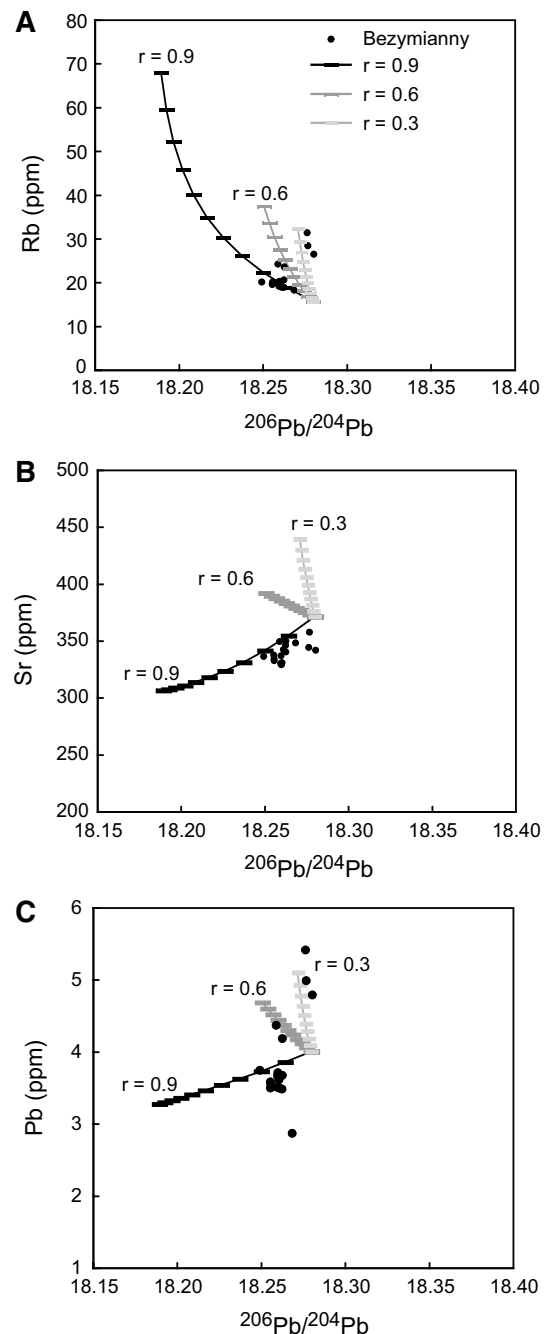 A
Bezymianny
r = 0.9
r = 0.6
r = 0.3
r = 0.9
r = 0.6
80
70
60
50
40
30
20
10
0
Rb (ppm)
18.15 18.20 18.25 18.30 18.35 18.40
²⁰⁶Pb/²⁰⁴Pb
B
500
450
400
350
300
250
200
Sr (ppm)
r = 0.3
r = 0.6
r = 0.9
18.15 18.20 18.25 18.30 18.35 18.40
²⁰⁶Pb/²⁰⁴Pb
C
6
5
4
3
2
1
Pb (ppm)
r = 0.3
r = 0.6
r = 0.9
18.15 18.20 18.25 18.30 18.35 18.40
²⁰⁶Pb/²⁰⁴Pb